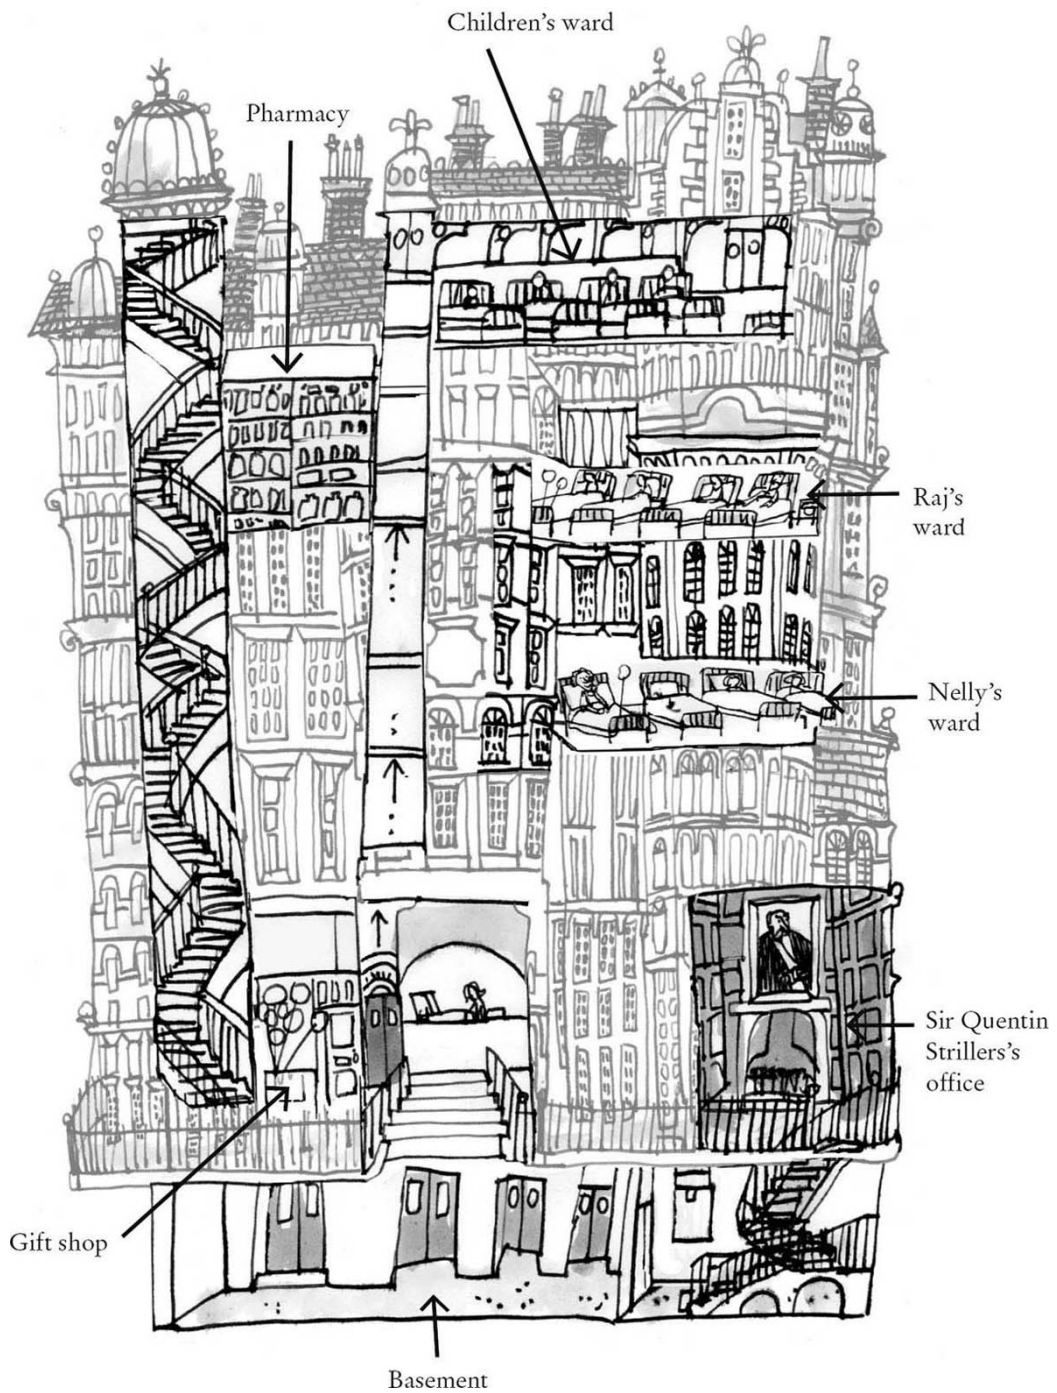 Children’s ward
Pharmacy
Raj’s
ward
Nelly’s
ward
Sir Quentin
Strillers’s
office
Gift shop
Basement